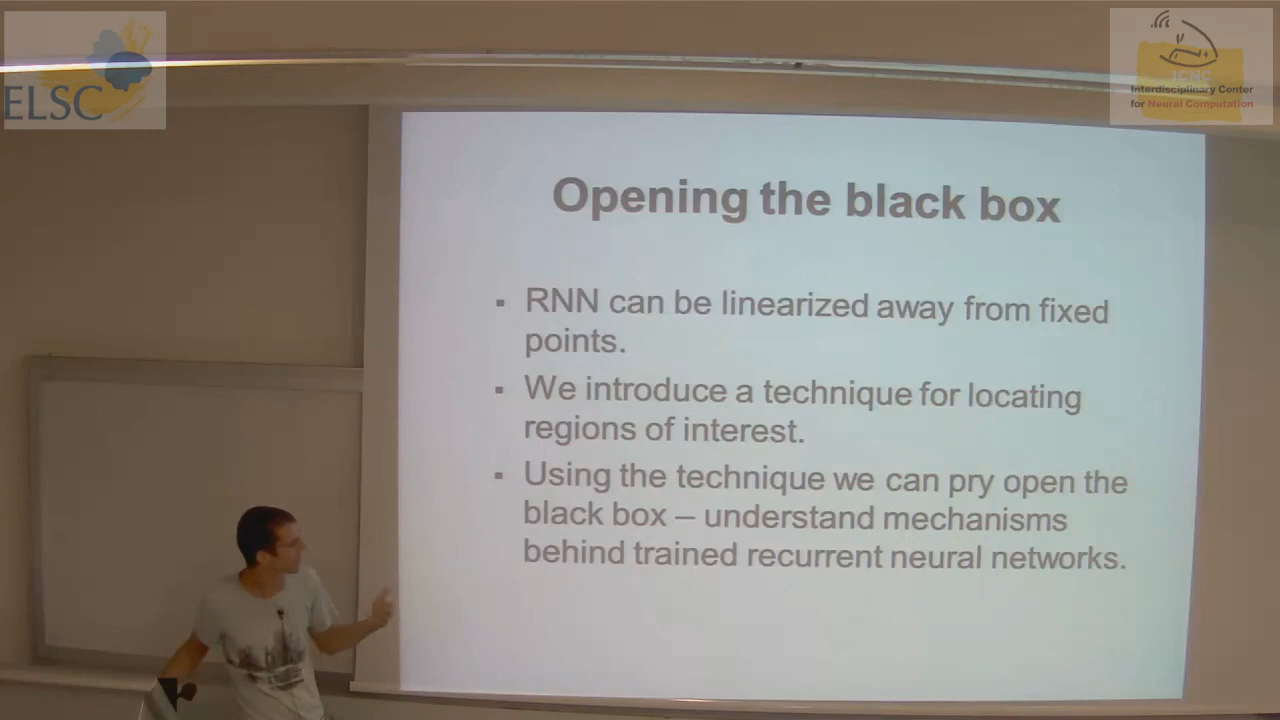 ELSC
ICNC
Interdisciplinary Center
for Neural Computation
Opening the black box
▪ RNN can be linearized away from fixed
points.
▪ We introduce a technique for locating
regions of interest.
▪ Using the technique we can pry open the
black box – understand mechanisms
behind trained recurrent neural networks.